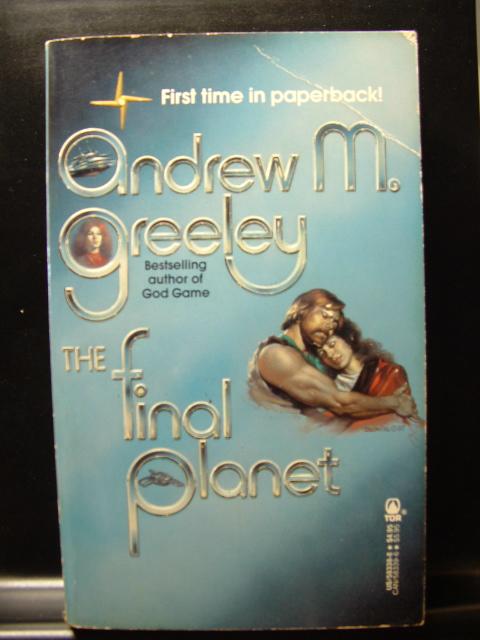 First time in paperback!
andrew m.
greeley
Bestselling
author of
God Game
THE
final
planet
TOR